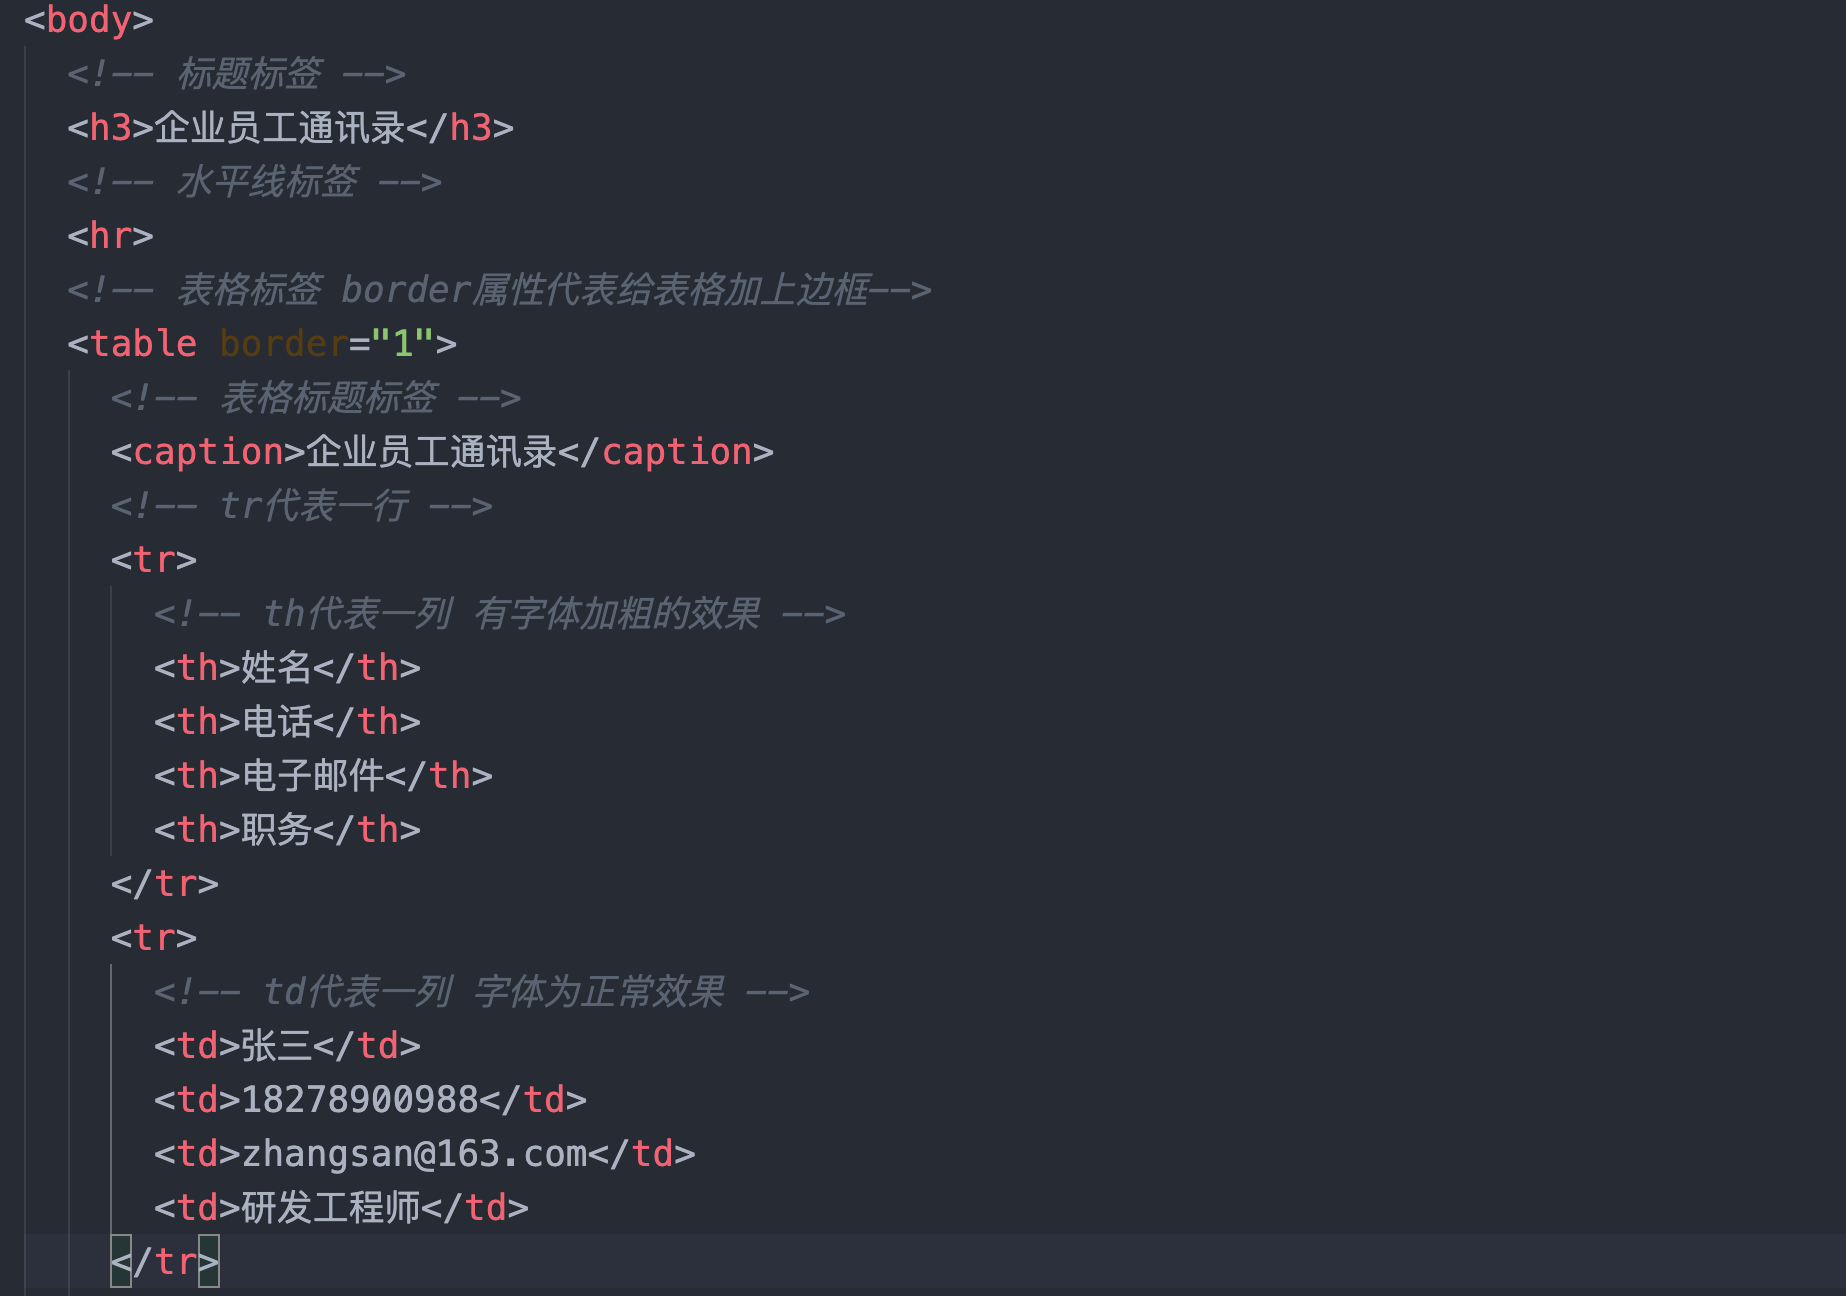 <body>
<!-- 标题标签 -->
<h3>企业员工通讯录</h3>
<!-- 水平线标签 -->
<hr>
<!-- 表格标签 border属性代表给表格加上边框-->
<table border="1">
<!-- 表格标题标签 -->
<caption>企业员工通讯录</caption>
<!-- tr代表一行 -->
<tr>
<!-- th代表一列 有字体加粗的效果 -->
<th>姓名</th>
<th>电话</th>
<th>电子邮件</th>
<th>职务</th>
</tr>
<tr>
<!-- td代表一列 字体为正常效果 -->
<td>张三</td>
<td>18278900988</td>
<td>zhangsan@163.com</td>
<td>研发工程师</td>
</tr>